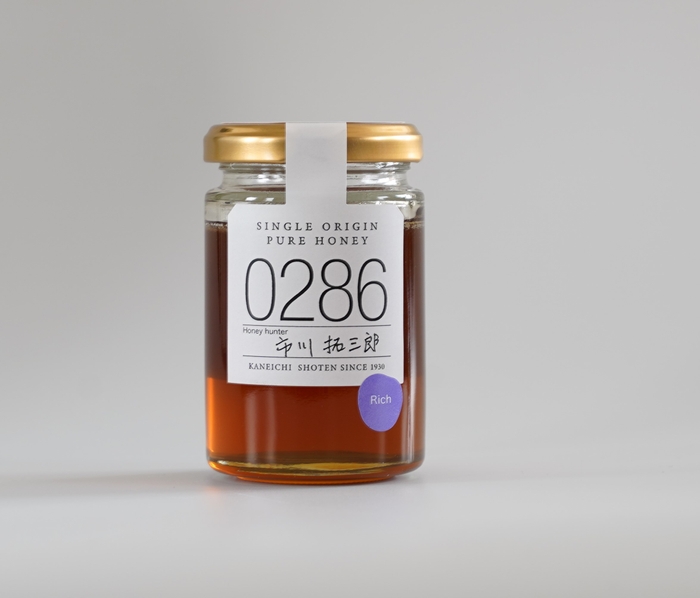 SINGLE ORIGIN
PURE HONEY
0286
Honey hunter
市川 拓三郎
KANEICHI SHOTEN SINCE 1930
Rich